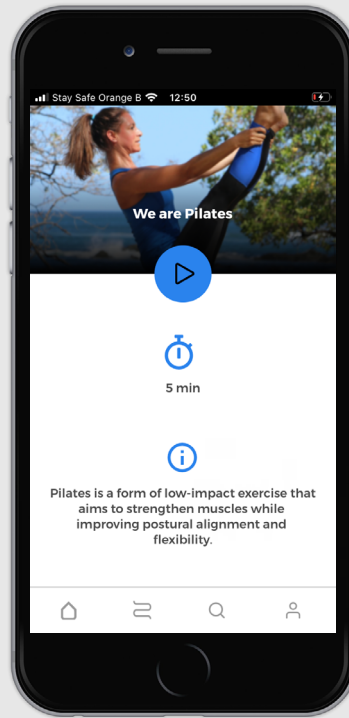 Stay Safe Orange B 12:50
We are Pilates
5 min
Pilates is a form of low-impact exercise that
aims to strengthen muscles while
improving postural alignment and
flexibility.